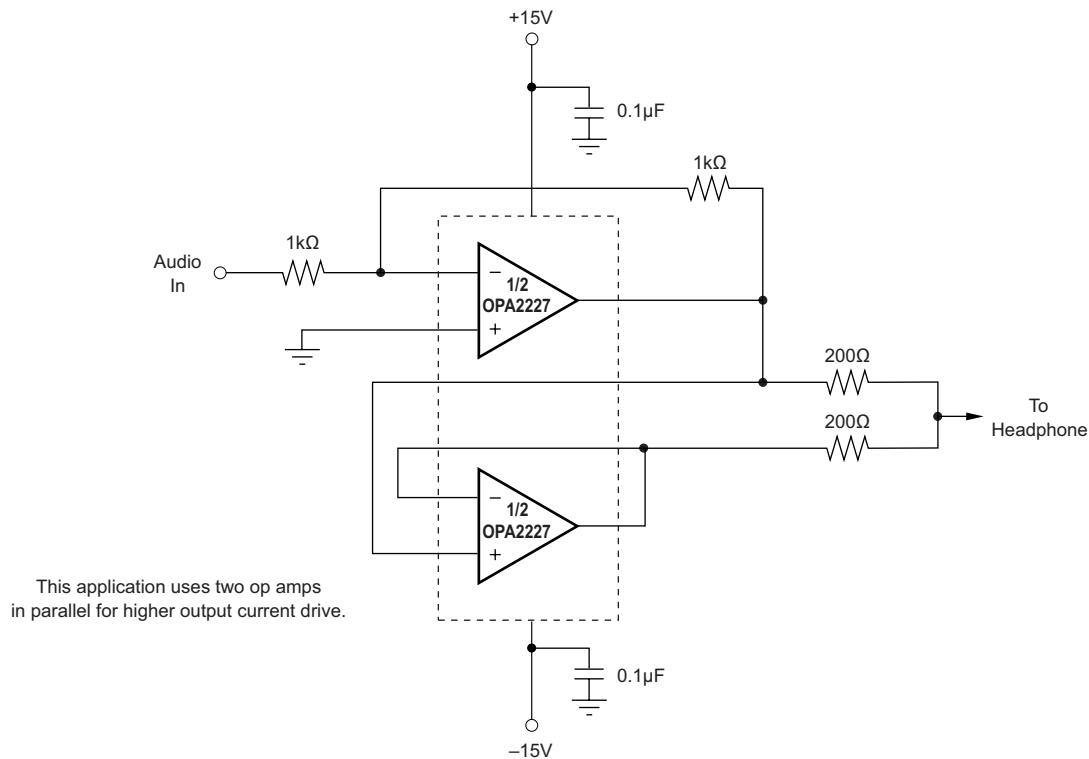 +15V
0.1µF
1kΩ
1kΩ
Audio
In
−
1/2
OPA2227
+
200Ω
To
Headphone
200Ω
−
1/2
OPA2227
+
This application uses two op amps
in parallel for higher output current drive.
0.1µF
–15V